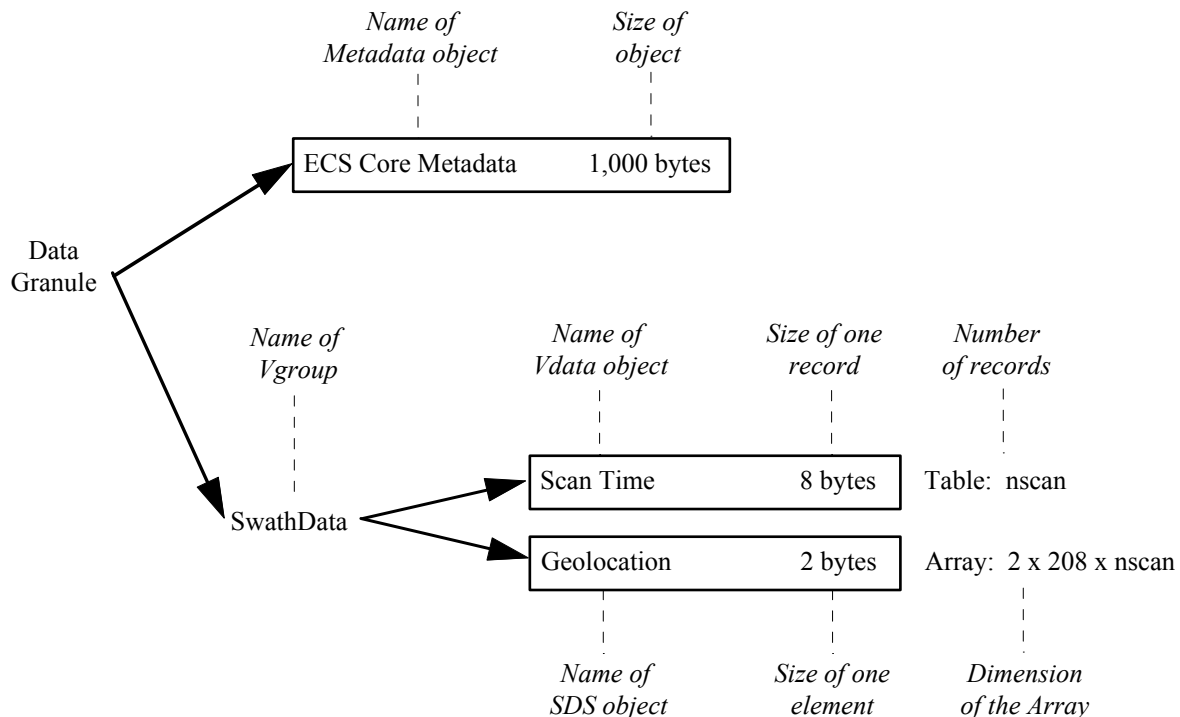 Name of
Metadata object
Size of
object
ECS Core Metadata 1,000 bytes
Data
Granule
Name of
Vgroup
Name of
Vdata object
Size of one
record
Number
of records
Scan Time 8 bytes Table: nscan
SwathData
Geolocation 2 bytes Array: 2 x 208 x nscan
Name of
SDS object
Size of one
element
Dimension
of the Array